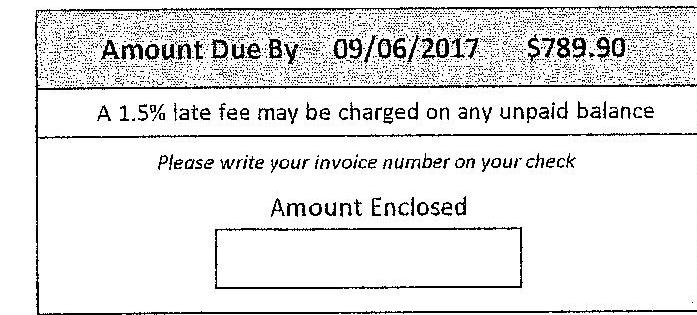 Amount Due By 09/06/2017 $789.90
A 1.5% late fee may be charged on any unpaid balance
Please write your invoice number on your check
Amount Enclosed